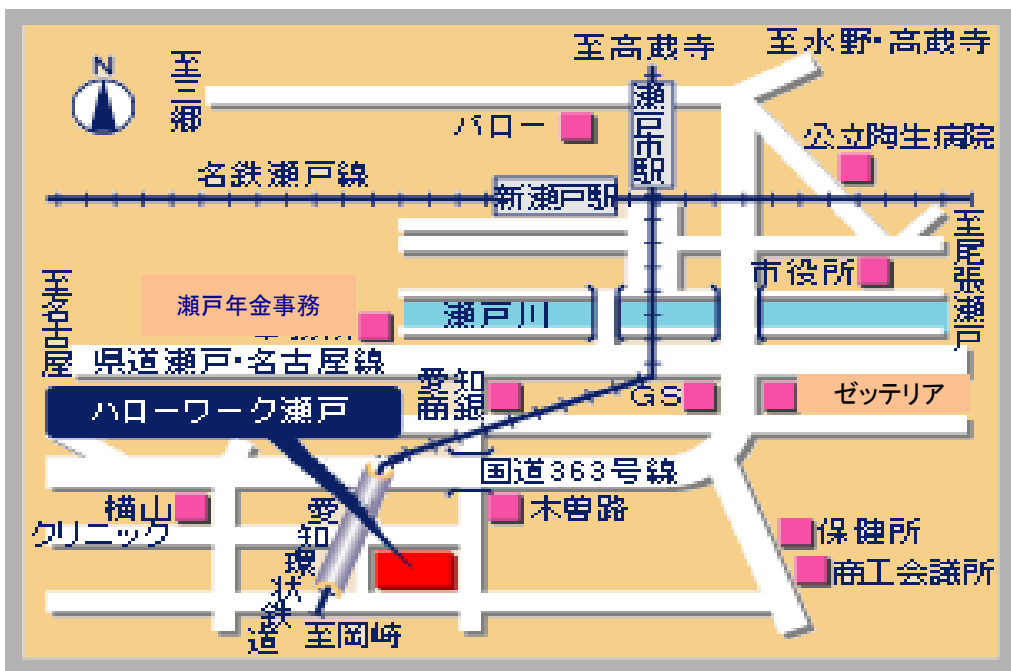 至高蔵寺
至水野・高蔵寺
N
至三郷
瀬戸市駅
バロー
公立陶生病院
名鉄瀬戸線
新瀬戸駅
至尾張瀬戸
市役所
至名古屋
瀬戸年金事務
瀬戸川
県道瀬戸・名古屋線
愛知商銀
GS
ゼッテリア
ハローワーク瀬戸
国道363号線
横山
クリニック
愛知環状鉄道
木曽路
保健所
商工会議所
至岡崎